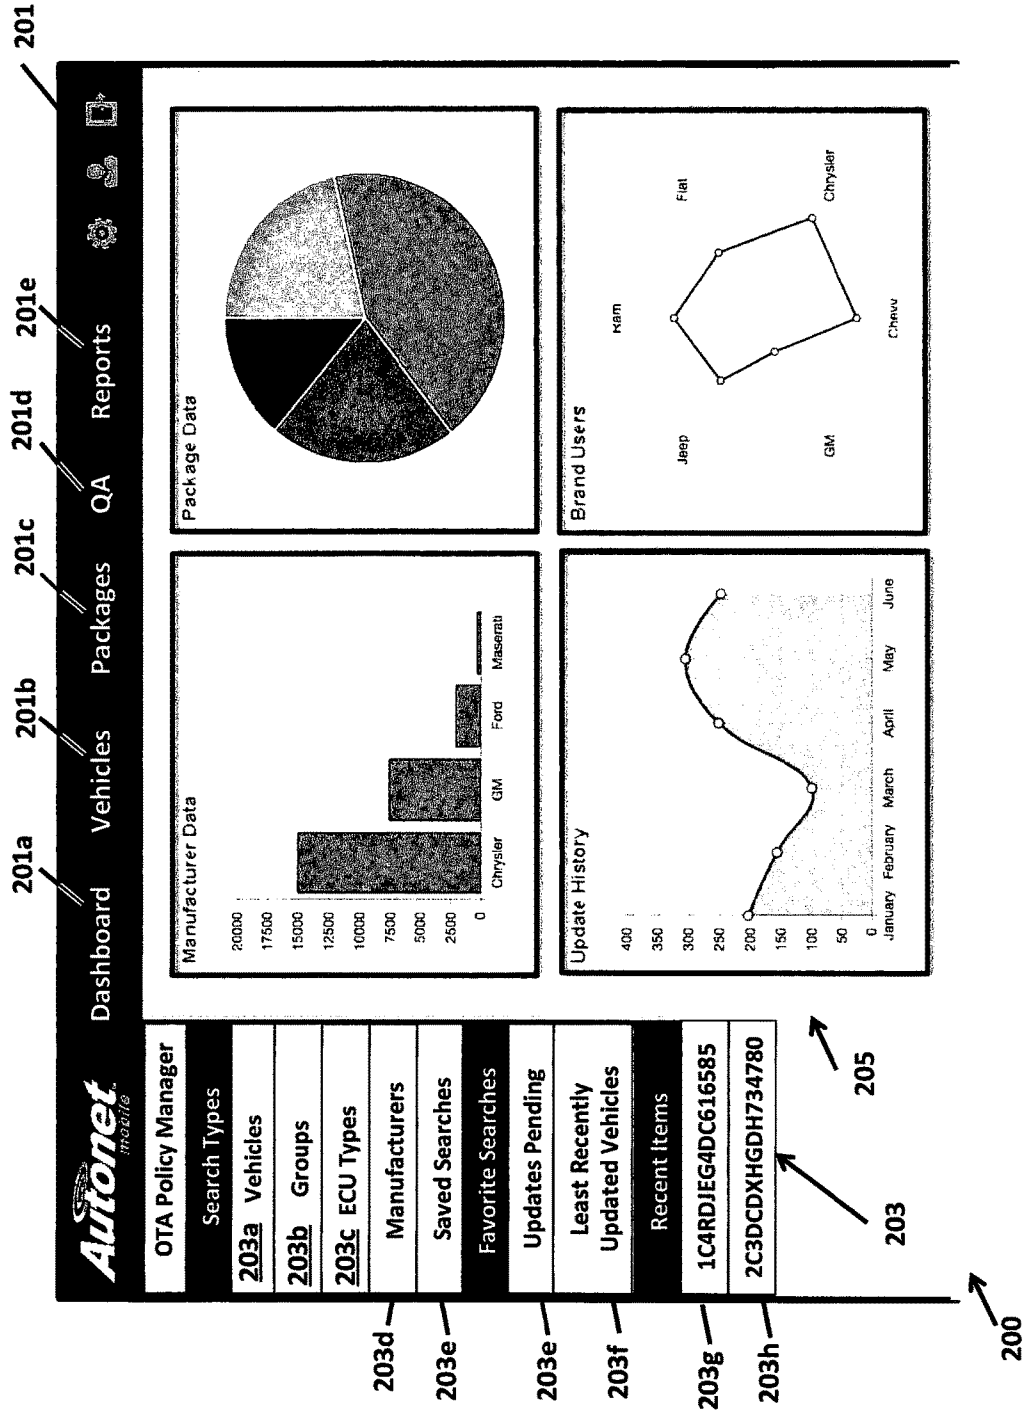 201
201a
201b
201c
201d
201e
Autonet
mobile
Dashboard
Vehicles
Packages
QA
Reports
OTA Policy Manager
Search Types
203a Vehicles
203b Groups
203c ECU Types
203d
Manufacturers
203e
Saved Searches
Favorite Searches
203e
Updates Pending
203f
Least Recently
Updated Vehicles
Recent Items
203g
1C4RDJEG4DC616585
203h
2C3DCDXHGDH734780
203
205
200
Manufacturer Data
20000
17500
15000
12500
10000
7500
5000
2500
0
Chrysler
GM
Ford
Maserati
Package Data
Update History
400
350
300
250
200
150
100
50
0
January
February
March
April
May
June
Brand Users
Ram
Fiat
Chrysler
Chevy
GM
Jeep